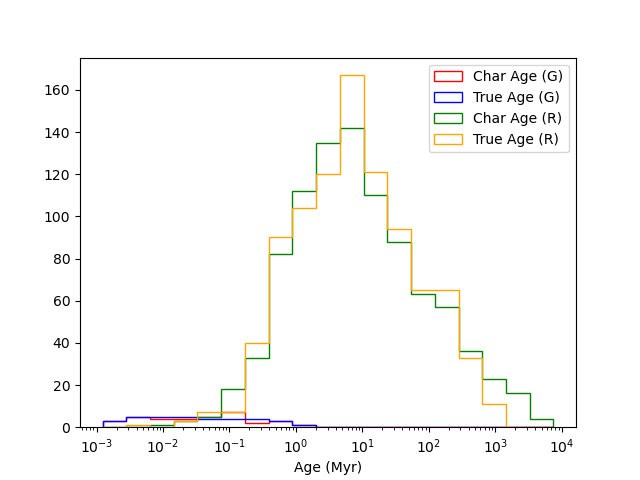 160
140
120
100
80
60
40
20
0
10⁻³ 10⁻² 10⁻¹ 10⁰ 10¹ 10² 10³ 10⁴
Age (Myr)
Char Age (G)
True Age (G)
Char Age (R)
True Age (R)